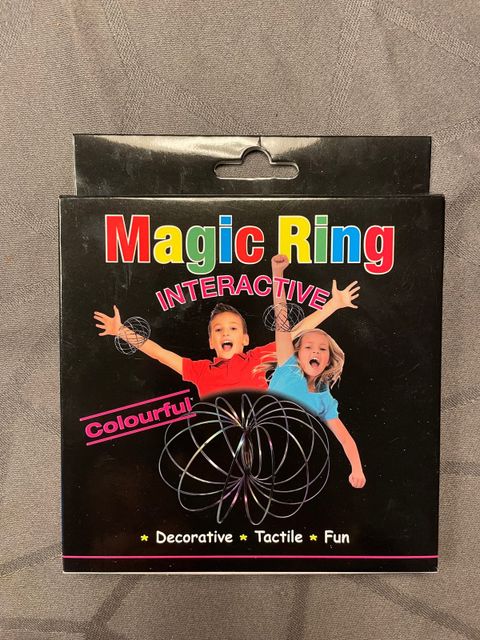 Magic Ring
INTERACTIVE
Colourful
* Decorative * Tactile * Fun